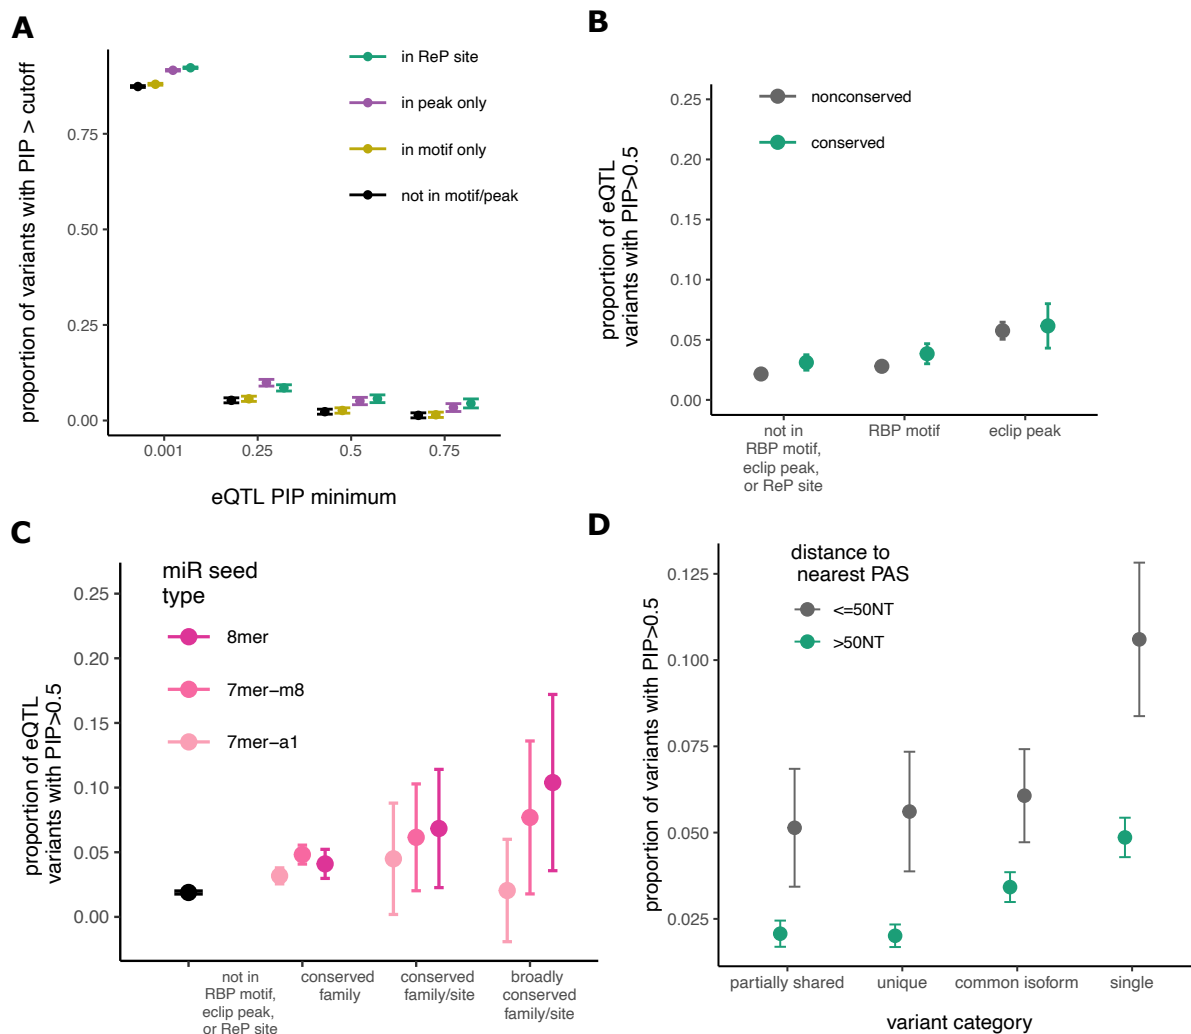 A
proportion of variants with PIP > cutoff
0.75
0.50
0.25
0.00
in ReP site
in peak only
in motif only
not in motif/peak
0.001
0.25
0.5
0.75
eQTL PIP minimum
B
proportion of eQTL
variants with PIP>0.5
0.25
0.20
0.15
0.10
0.05
0.00
nonconserved
conserved
not in
RBP motif,
eclip peak,
or ReP site
RBP motif
eclip peak
C
proportion of eQTL
variants with PIP>0.5
0.25
0.20
0.15
0.10
0.05
0.00
miR seed
type
8mer
7mer−m8
7mer−a1
not in
RBP motif,
eclip peak,
or ReP site
conserved
family
conserved
family/site
broadly
conserved
family/site
D
proportion of variants with PIP>0.5
0.125
0.100
0.075
0.050
0.025
distance to
nearest PAS
<=50NT
>50NT
partially shared
unique
common isoform
single
variant category